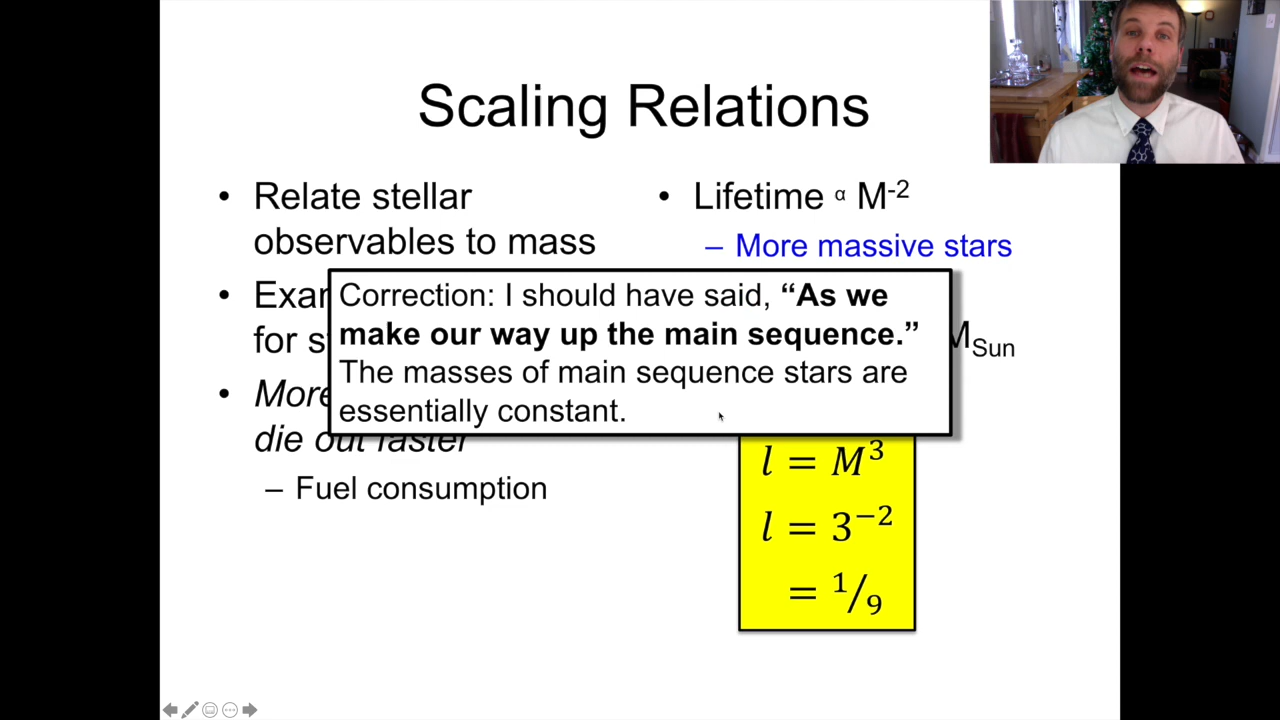 Scaling Relations
• Relate stellar
observables to mass
• Exam
for s
• More
die out faster
– Fuel consumption
• Lifetime α M⁻²
– More massive stars
M_Sun
Correction: I should have said, “As we
make our way up the main sequence.”
The masses of main sequence stars are
essentially constant.
l = M³
l = 3⁻²
= ¹/₉